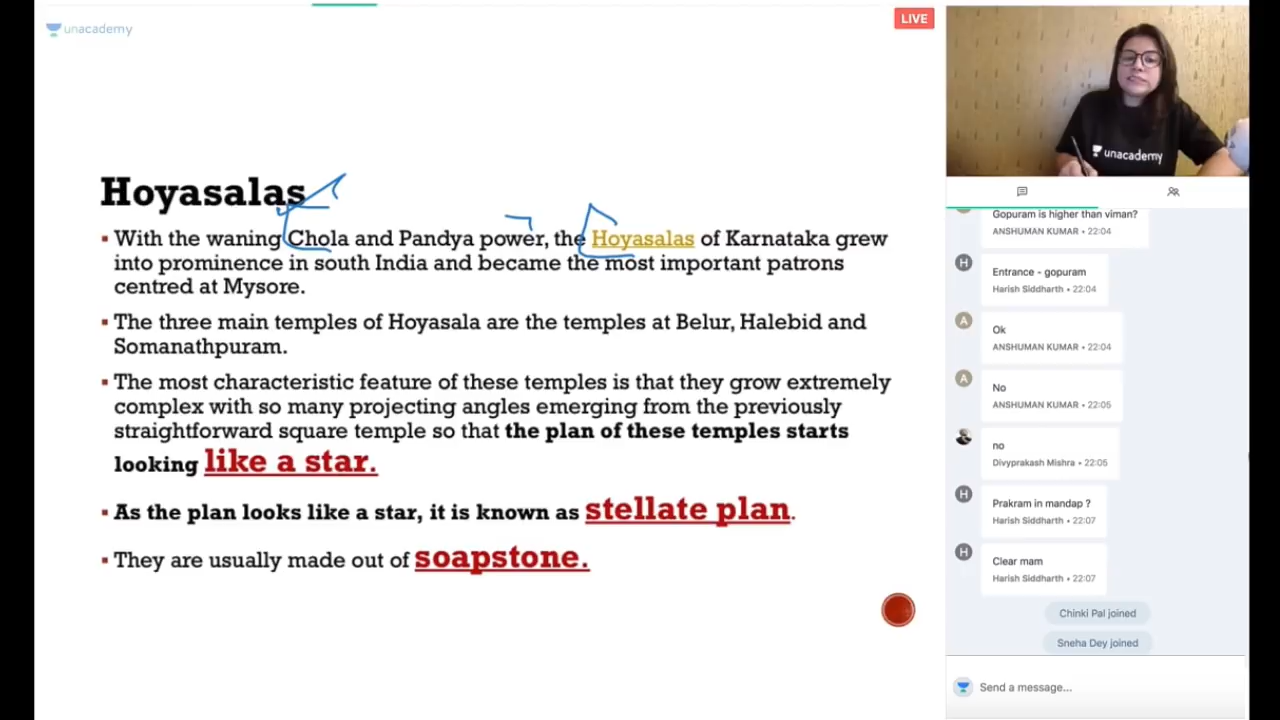 unacademy
LIVE
Hoyasalas
▪ With the waning Chola and Pandya power, the Hoyasalas of Karnataka grew
into prominence in south India and became the most important patrons
centred at Mysore.
▪ The three main temples of Hoyasala are the temples at Belur, Halebid and
Somanathpuram.
▪ The most characteristic feature of these temples is that they grow extremely
complex with so many projecting angles emerging from the previously
straightforward square temple so that the plan of these temples starts
looking like a star.
▪ As the plan looks like a star, it is known as stellate plan.
▪ They are usually made out of soapstone.
unacademy
Gopuram is higher than viman?
ANSHUMAN KUMAR • 22:04
H
Entrance - gopuram
Harish Siddharth • 22:04
A
Ok
ANSHUMAN KUMAR • 22:04
A
No
ANSHUMAN KUMAR • 22:05
no
Divyprakash Mishra • 22:05
H
Prakram in mandap ?
Harish Siddharth • 22:07
H
Clear mam
Harish Siddharth • 22:07
Chinki Pal joined
Sneha Dey joined
Send a message...